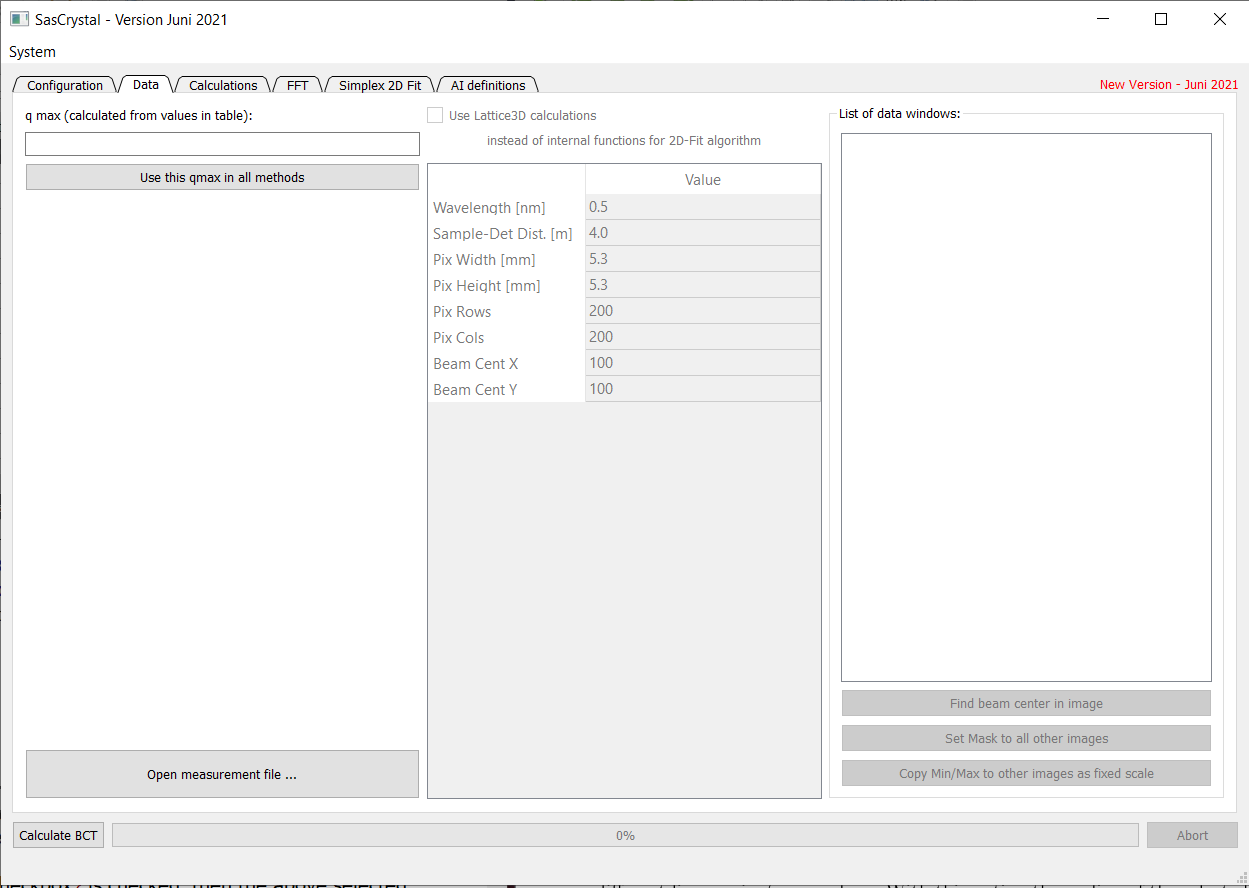 SasCrystal - Version Juni 2021
System
Configuration Data Calculations FFT Simplex 2D Fit AI definitions New Version - Juni 2021
q max (calculated from values in table):
Use this qmax in all methods
Open measurement file ...
Use Lattice3D calculations
instead of internal functions for 2D-Fit algorithm
Value
Wavelength [nm] 0.5
Sample-Det Dist. [m] 4.0
Pix Width [mm] 5.3
Pix Height [mm] 5.3
Pix Rows 200
Pix Cols 200
Beam Cent X 100
Beam Cent Y 100
List of data windows:
Find beam center in image
Set Mask to all other images
Copy Min/Max to other images as fixed scale
Calculate BCT 0% Abort